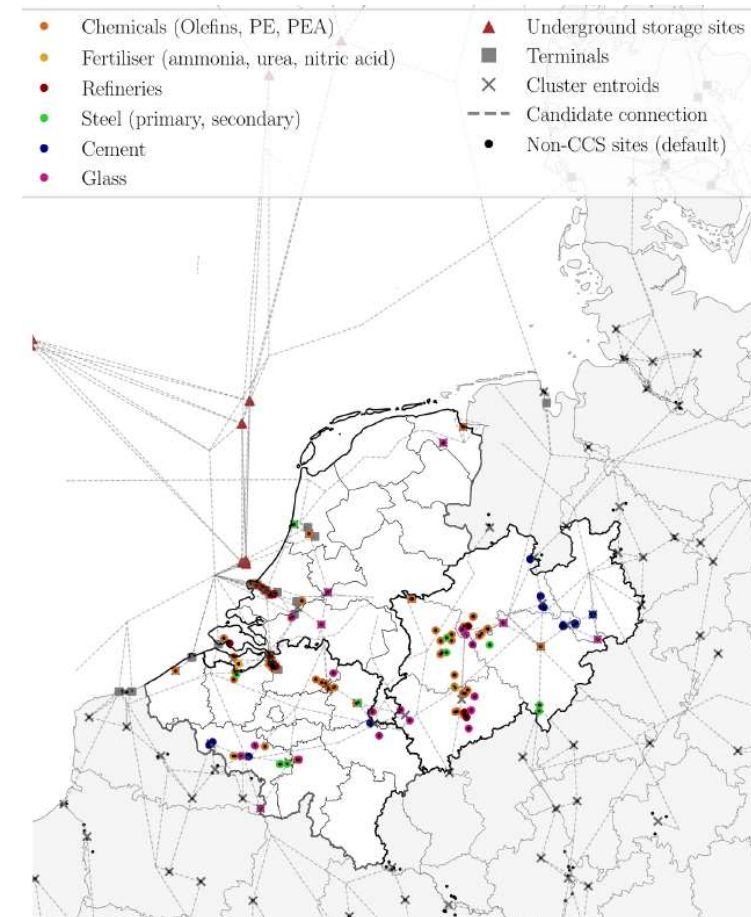 Chemicals (Olefins, PE, PEA)
Fertiliser (ammonia, urea, nitric acid)
Refineries
Steel (primary, secondary)
Cement
Glass
Underground storage sites
Terminals
Cluster entroids
Candidate connection
Non-CCS sites (default)